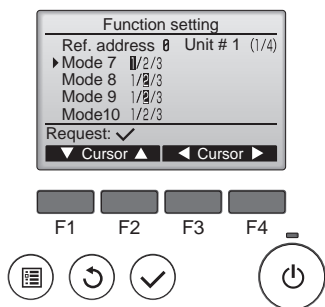 Function setting
Ref. address 0 Unit # 1 (1/4)
Mode 7 1/2/3
Mode 8 1/2/3
Mode 9 1/2/3
Mode10 1/2/3
Request: ✓
▼ Cursor ▲ ◀ Cursor ▶
F1 F2 F3 F4